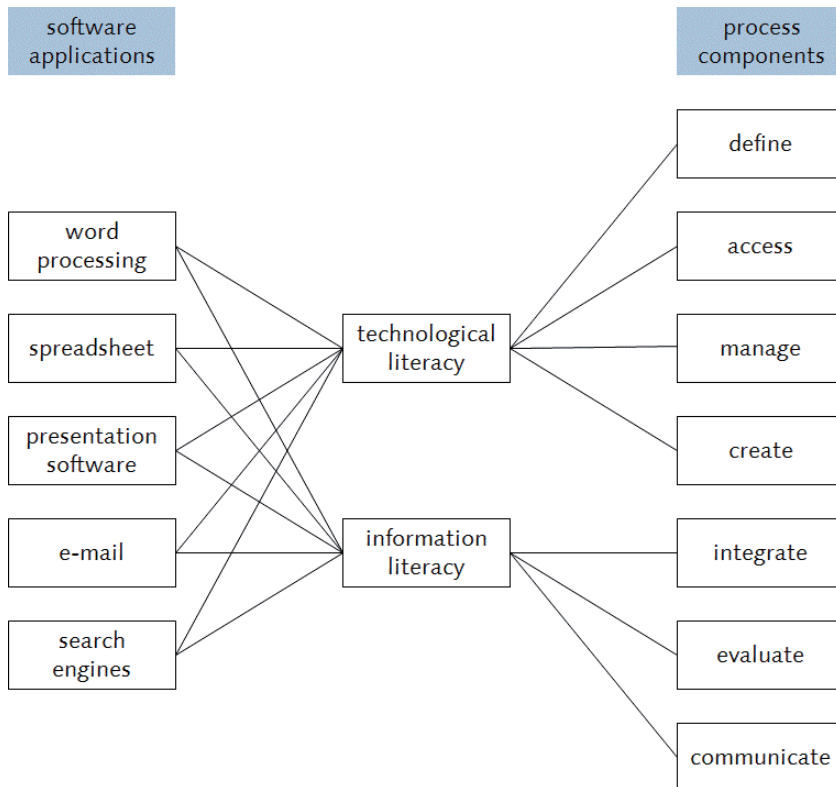 software
applications
process
components
define
word
processing
access
spreadsheet
technological
literacy
manage
presentation
software
create
e-mail
information
literacy
integrate
search
engines
evaluate
communicate